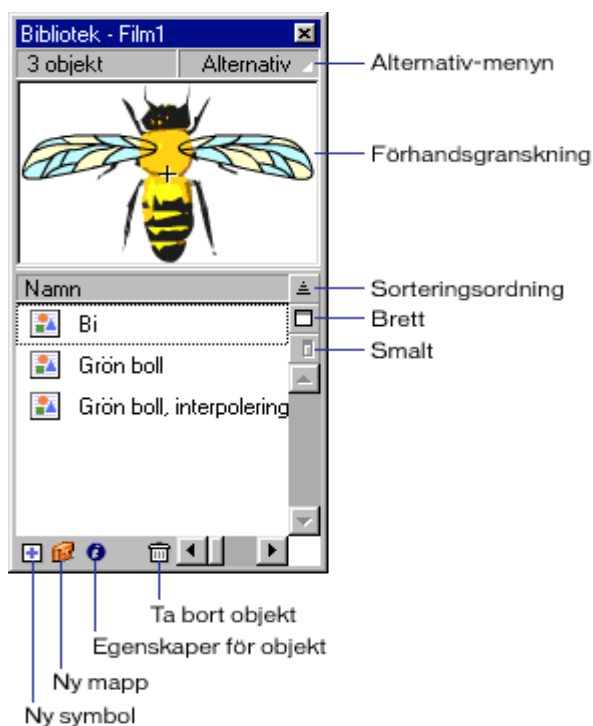 Bibliotek - Film1
3 objekt
Alternativ
Alternativ-menyn
Förhandsgranskning
Namn
Sorteringsordning
Bi
Brett
Smalt
Grön boll
Grön boll, interpolering
Ta bort objekt
Egenskaper för objekt
Ny mapp
Ny symbol